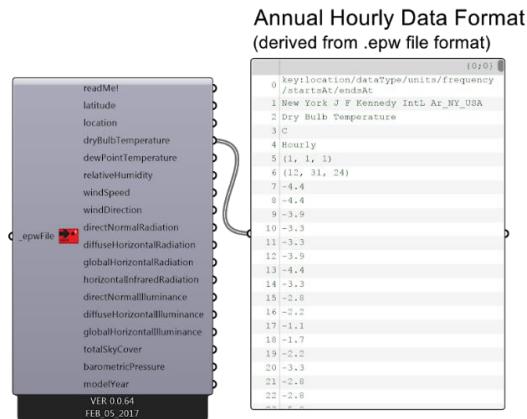 Annual Hourly Data Format
(derived from .epw file format)
_epwFile
readMe!
latitude
location
dryBulbTemperature
dewPointTemperature
relativeHumidity
windSpeed
windDirection
directNormalRadiation
diffuseHorizontalRadiation
globalHorizontalRadiation
horizontalInfraredRadiation
directNormalIlluminance
diffuseHorizontalIlluminance
globalHorizontalIlluminance
totalSkyCover
barometricPressure
modelYear
VER 0.0.64
FEB_05_2017
{0;0}
0 key:location/dataType/units/frequency
/startsAt/endsAt
1 New York J F Kennedy IntL Ar_NY_USA
2 Dry Bulb Temperature
3 C
4 Hourly
5 (1, 1, 1)
6 (12, 31, 24)
7 -4.4
8 -4.4
9 -3.9
10 -3.3
11 -3.3
12 -3.9
13 -4.4
14 -3.3
15 -2.8
16 -2.2
17 -1.1
18 -1.7
19 -2.2
20 -3.3
21 -2.8
22 -2.8